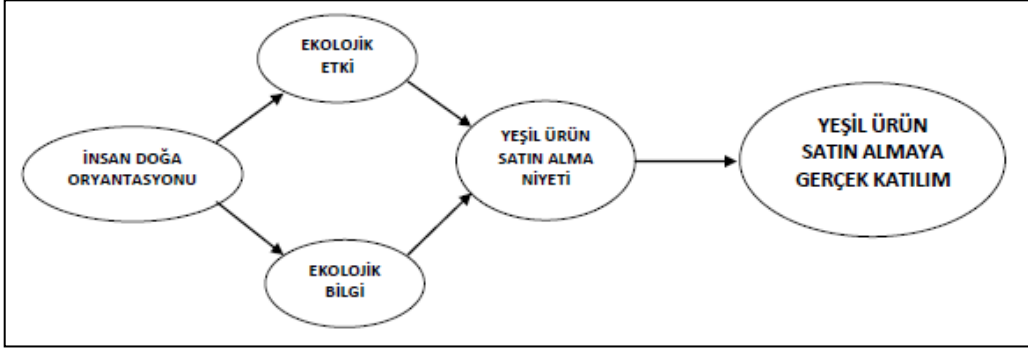 EKOLOJİK
ETKİ
İNSAN DOĞA
ORYANTASYONU
EKOLOJİK
BİLGİ
YEŞİL ÜRÜN
SATIN ALMA
NİYETİ
YEŞİL ÜRÜN
SATIN ALMAYA
GERÇEK KATILIM